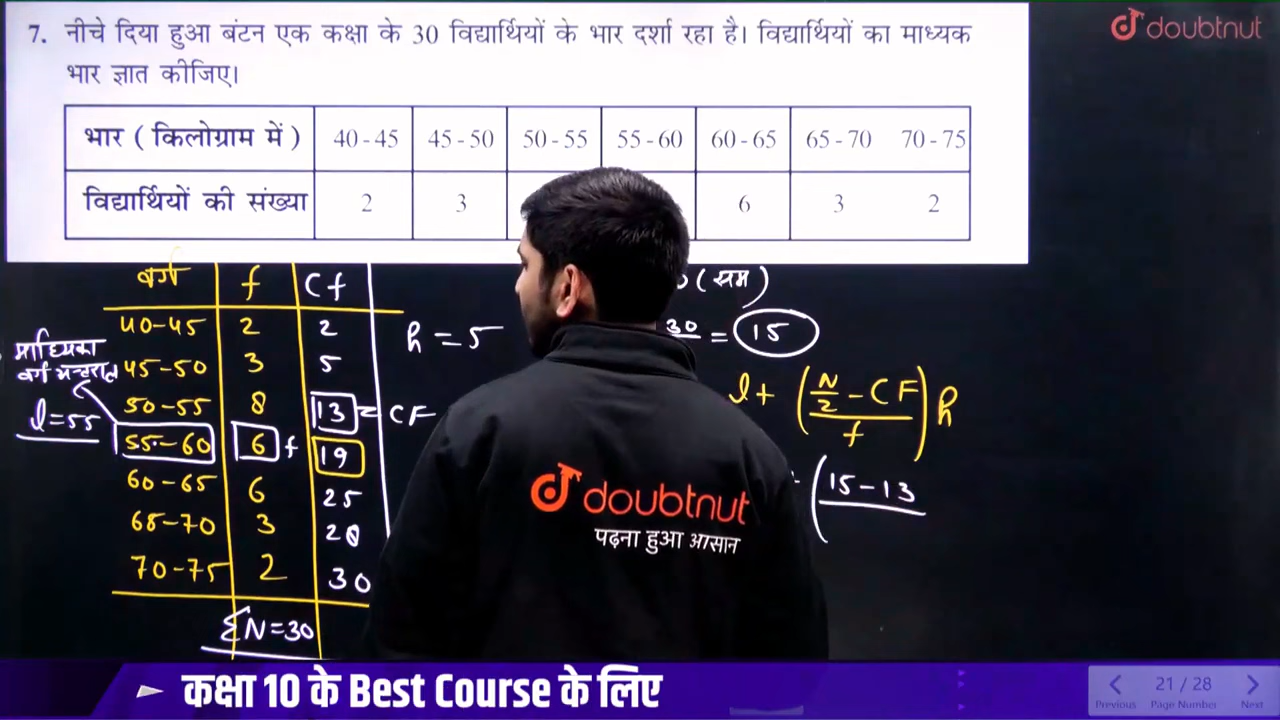 doubtnut
7. नीचे दिया हुआ बंटन एक कक्षा के 30 विद्यार्थियों के भार दर्शा रहा है। विद्यार्थियों का माध्यक
भार ज्ञात कीजिए।
भार ( किलोग्राम में ) 40 - 45 45 - 50 50 - 55 55 - 60 60 - 65 65 - 70 70 - 75
विद्यार्थियों की संख्या 2 3 6 3 2
वर्ग f Cf
40-45 2 2
45-50 3 5
50-55 8 13 = CF
55-60 6 f 19
60-65 6 25
65-70 3 28
70-75 2 30
ΣN=30
l=55
h = 5
(सम)
30 = 15
l + (N/2 - CF / f) h
(15-13
doubtnut
पढ़ना हुआ आसान
कक्षा 10 के Best Course के लिए
21 / 28
Previous Page Number Next